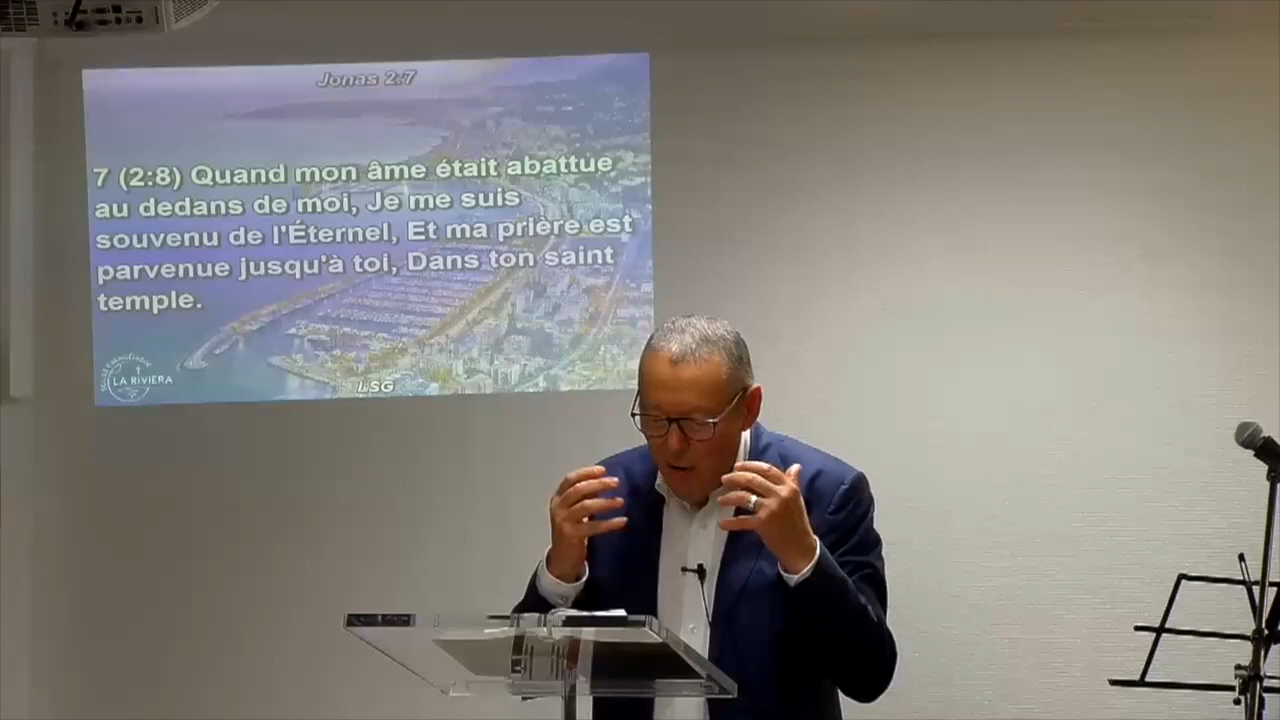 Jonas 2:7
7 (2:8) Quand mon âme était abattue
au dedans de moi, Je me suis
souvenu de l'Éternel, Et ma prière est
parvenue jusqu'à toi, Dans ton saint
temple.
LA RIVIERA
LSG